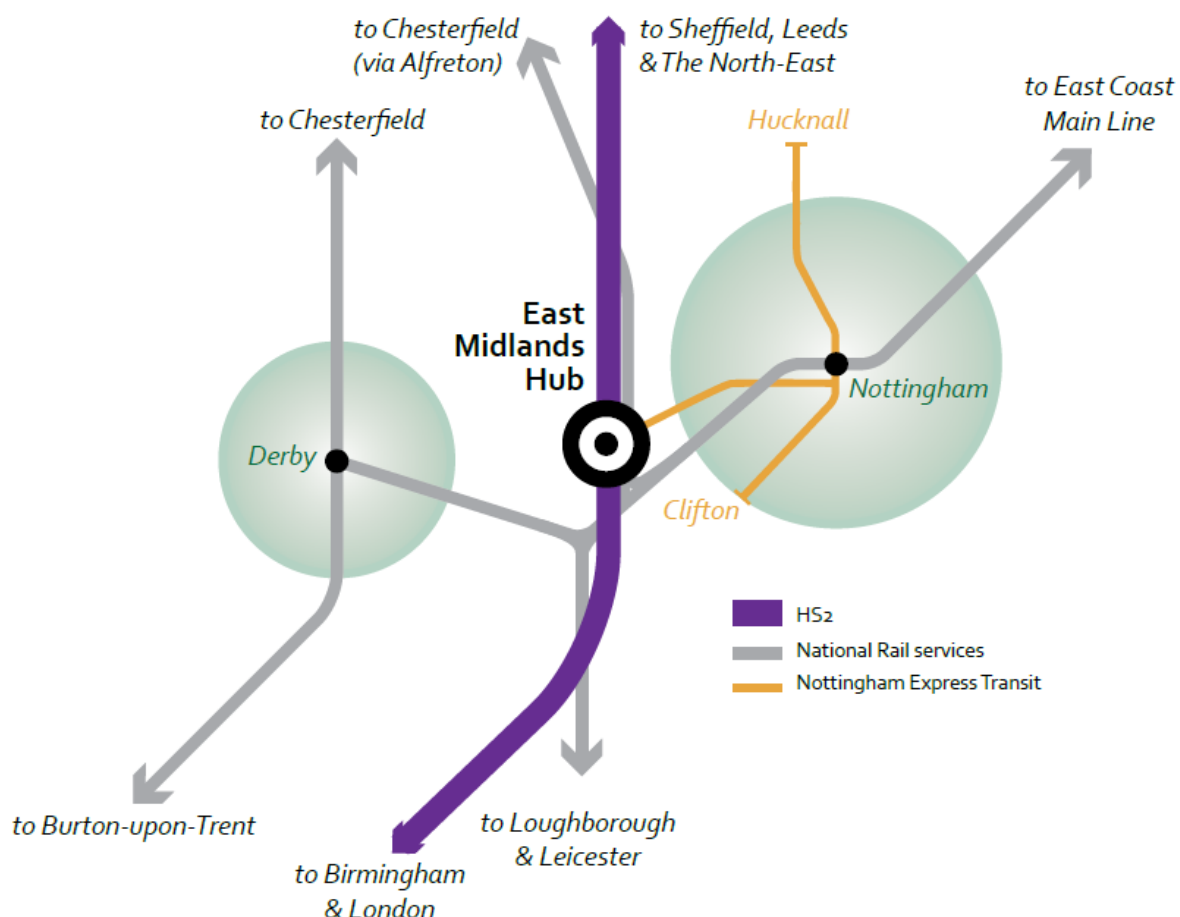 to Chesterfield
(via Alfreton)
to Sheffield, Leeds
& The North-East
to East Coast
Main Line
to Chesterfield
Hucknall
East
Midlands
Hub
Nottingham
Derby
Clifton
HS2
National Rail services
Nottingham Express Transit
to Burton-upon-Trent
to Loughborough
& Leicester
to Birmingham
& London